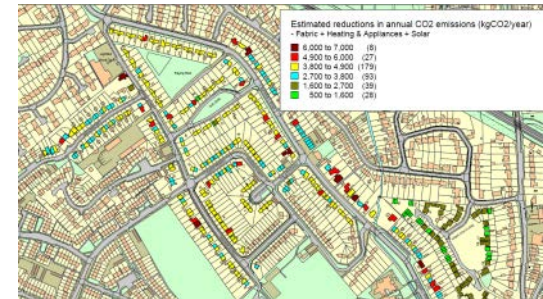 Estimated reductions in annual CO2 emissions (kgCO2/year)
- Fabric + Heating & Appliances + Solar
6,000 to 7,000 (8)
4,900 to 6,000 (27)
3,800 to 4,900 (179)
2,700 to 3,800 (93)
1,600 to 2,700 (39)
500 to 1,600 (28)